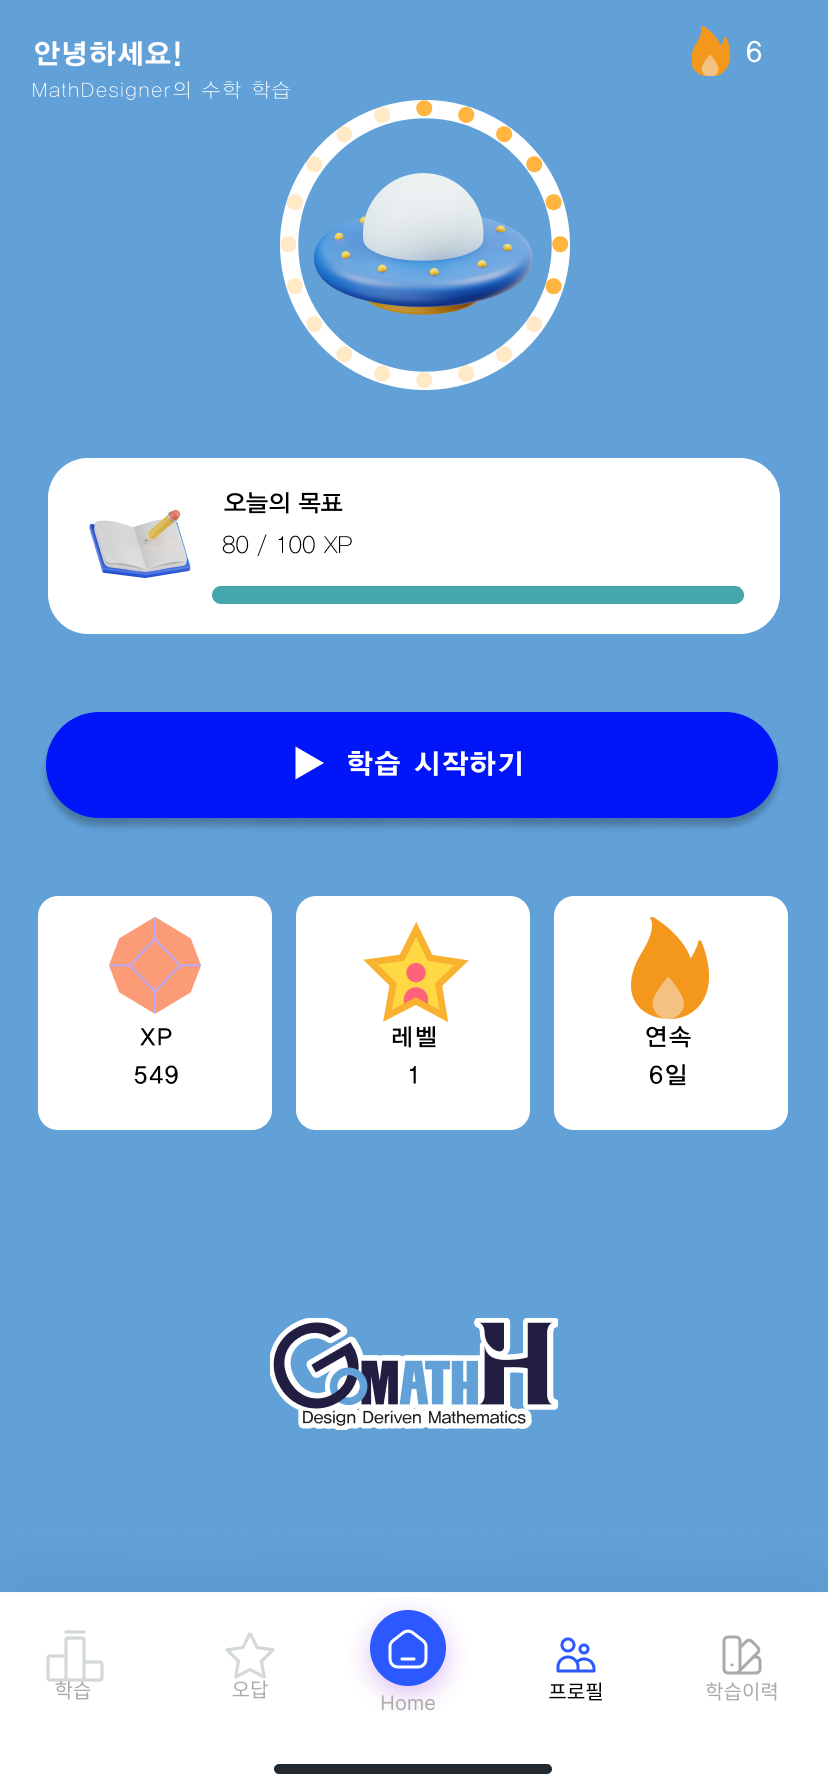 안녕하세요!
6
MathDesigner의 수학 학습
오늘의 목표
80 / 100 XP
학습 시작하기
XP
549
레벨
1
연속
6일
GoMATH
Design Deriven Mathematics
학습
오답
Home
프로필
학습이력